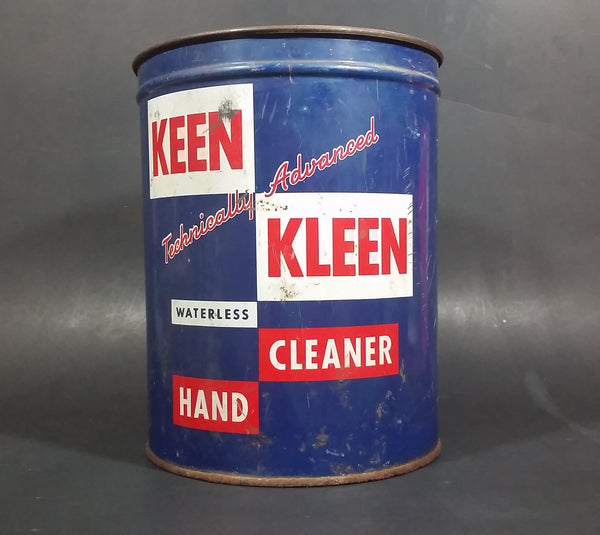 KEEN
Technically Advanced
KLEEN
WATERLESS
CLEANER
HAND